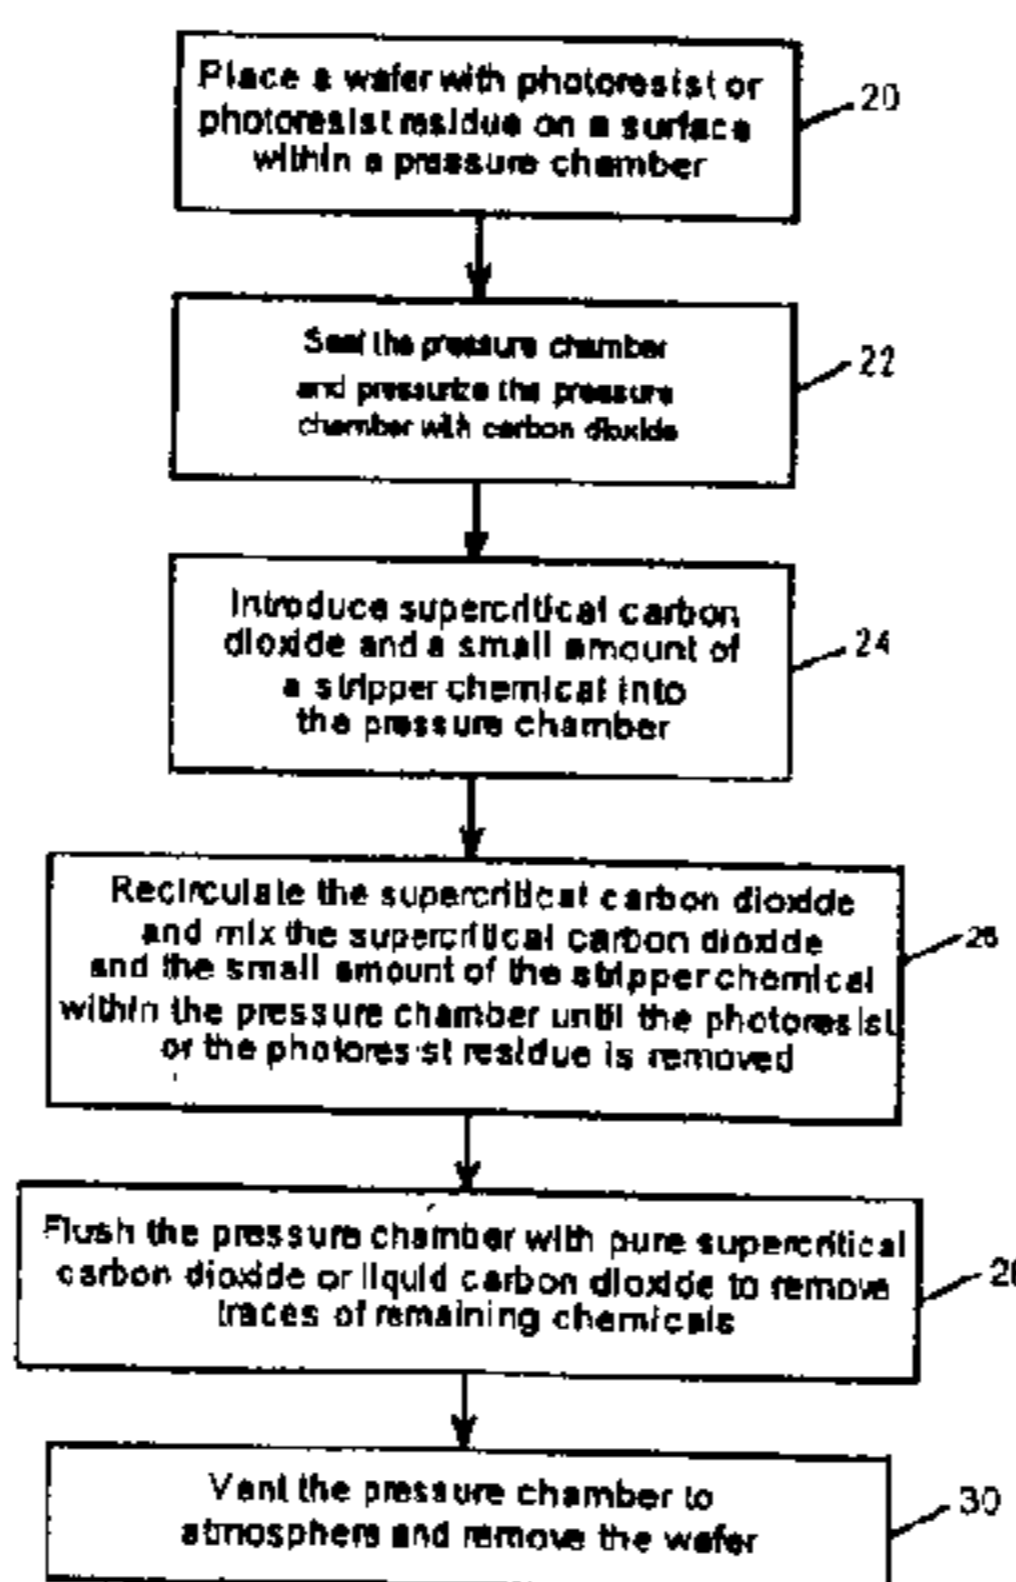 Place a wafer with photoresist or
photoresist residue on a surface
within a pressure chamber
20
Seal the pressure chamber
and pressurize the pressure
chamber with carbon dioxide
22
Introduce supercritical carbon
dioxide and a small amount of
a stripper chemical into
the pressure chamber
24
Recirculate the supercritical carbon dioxide
and mix the supercritical carbon dioxide
and the small amount of the stripper chemical
within the pressure chamber until the photoresist
or the photoresist residue is removed
26
Flush the pressure chamber with pure supercritical
carbon dioxide or liquid carbon dioxide to remove
traces of remaining chemicals
Vent the pressure chamber to
atmosphere and remove the wafer
30